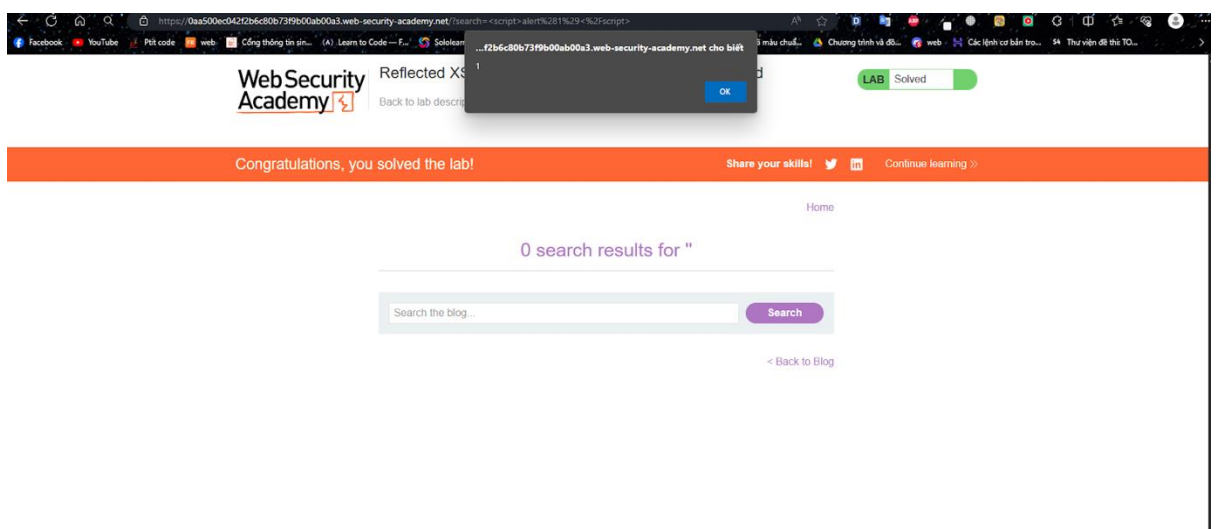 https://0aa500ec042f2b6c80b73f9b00ab00a3.web-security-academy.net/?search=<script>alert%281%29<%2Fscript>
Facebook YouTube Ptit code web Cổng thông tin sin... (A) Learn to Code — F... Sololearn Chương trình và đồ... web Các lệnh cơ bản tro... Thư viện đề thi: TO...
...f2b6c80b73f9b00ab00a3.web-security-academy.net cho biết
1
OK
WebSecurity
Academy
Reflected XS
Back to lab descrip
LAB Solved
Congratulations, you solved the lab!
Share your skills!
in
Continue learning >>
Home
0 search results for ''
Search the blog...
Search
< Back to Blog